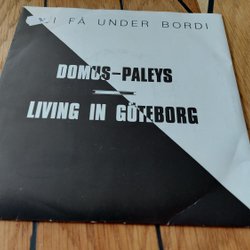 I FÅ UNDER BORDI
DOMUS-PALEYS
LIVING IN GÖTEBORG